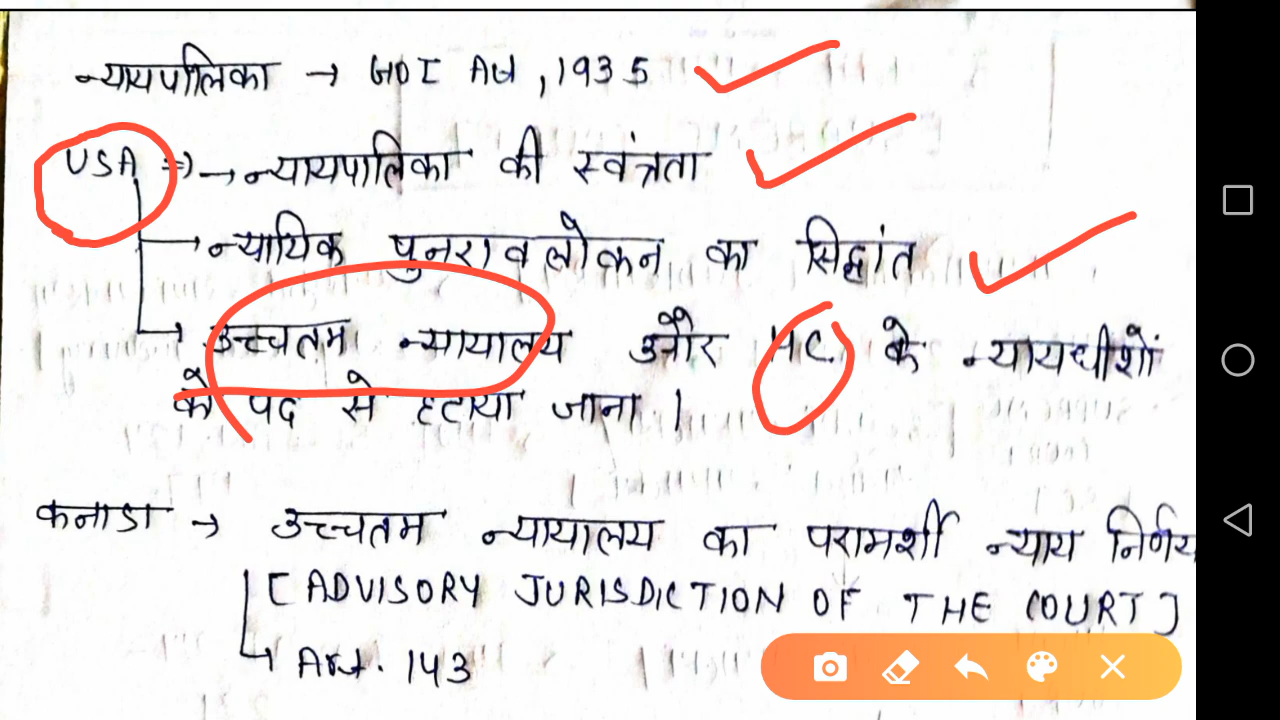 न्यायपालिका → GOI Act, 1935
USA ⇒ → न्यायपालिका की स्वंत्रता
→ न्यायिक पुनरावलोकन का सिद्धांत
→ उच्चतम न्यायालय और HC के न्यायधीशों
को पद से हटाया जाना।
कनाडा → उच्चतम न्यायालय का परामर्शी न्याय निर्णय
[ADVISORY JURISDICTION OF THE COURT]
→ Art. 143